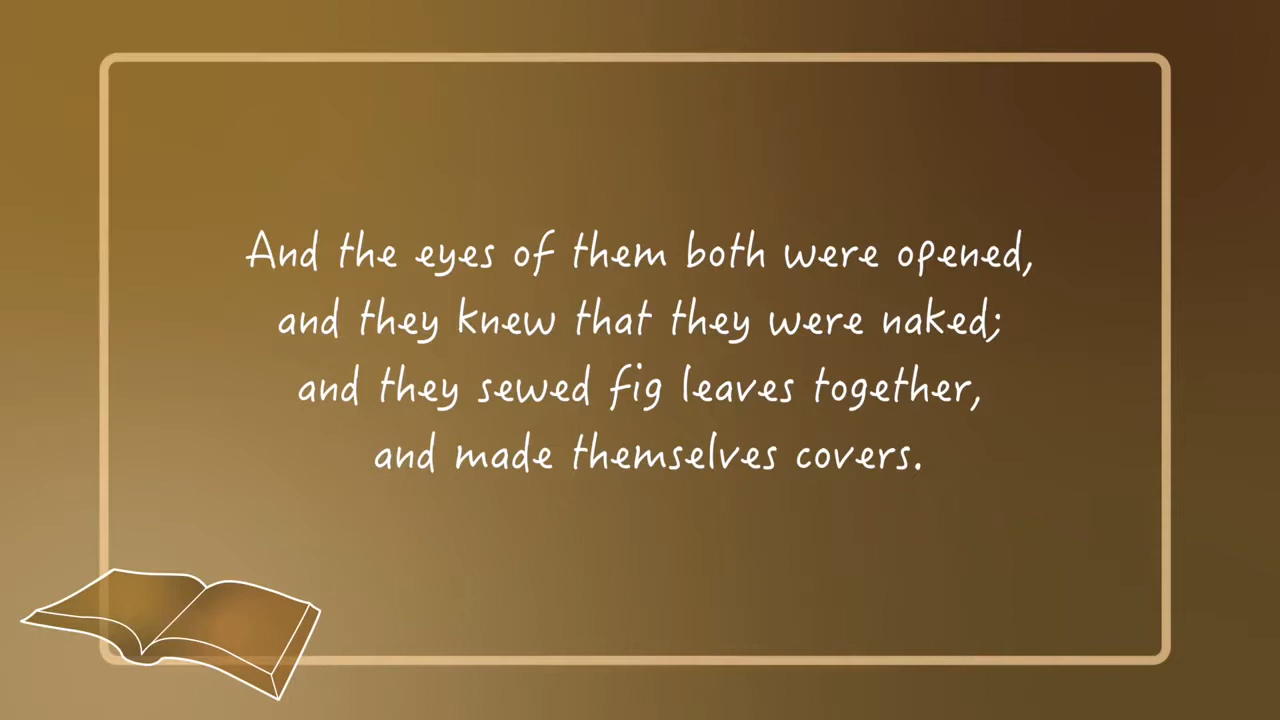 And the eyes of them both were opened,
and they knew that they were naked;
and they sewed fig leaves together,
and made themselves covers.